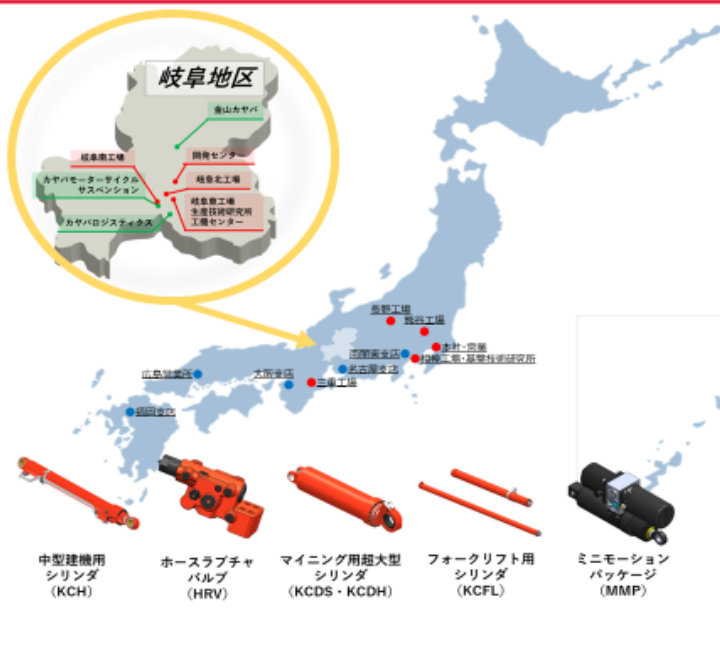 岐阜地区
金山カヤバ
岐阜南工場
開発センター
カヤバモーターサイクル
サスペンション
岐阜北工場
岐阜東工場
生産技術研究所
工機センター
カヤバロジスティクス
長野工場
熊谷工場
本社・営業
南関東支店
相模工場・基盤技術研究所
名古屋支店
広島営業所
大阪支店
三重工場
福岡支店
中型建機用
シリンダ
（KCH）
ホースラプチャ
バルブ
（HRV）
マイニング用超大型
シリンダ
（KCDS・KCDH）
フォークリフト用
シリンダ
（KCFL）
ミニモーション
パッケージ
（MMP）